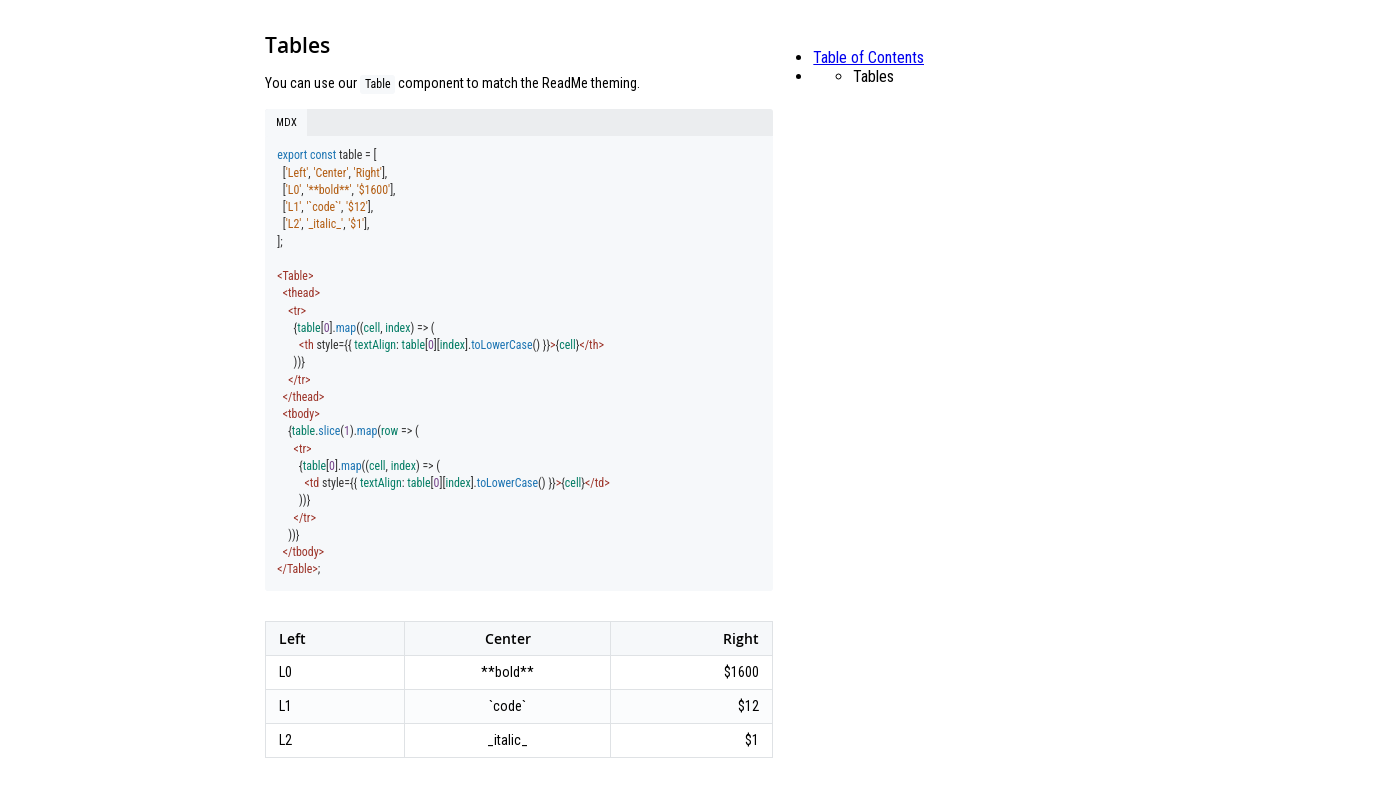 Tables
You can use our Table component to match the ReadMe theming.
MDX
export const table = [
  ['Left', 'Center', 'Right'],
  ['L0', '**bold**', '$1600'],
  ['L1', '`code`', '$12'],
  ['L2', '_italic_', '$1'],
];
<Table>
  <thead>
    <tr>
      {table[0].map((cell, index) => (
        <th style={{ textAlign: table[0][index].toLowerCase() }}>{cell}</th>
      ))}
    </tr>
  </thead>
  <tbody>
    {table.slice(1).map(row => (
      <tr>
        {table[0].map((cell, index) => (
          <td style={{ textAlign: table[0][index].toLowerCase() }}>{cell}</td>
        ))}
      </tr>
    ))}
  </tbody>
</Table>;
Left Center Right
L0 **bold** $1600
L1 `code` $12
L2 _italic_ $1
Table of Contents
Tables